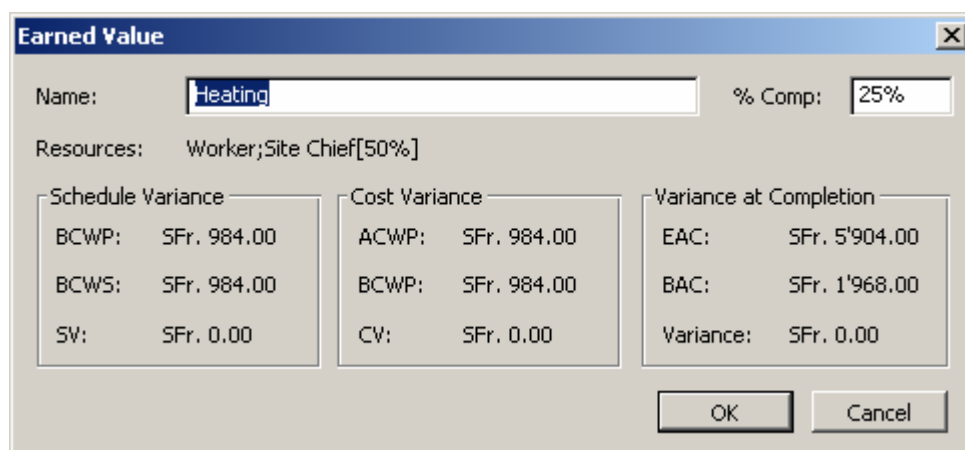 Earned Value
Name: Heating % Comp: 25%
Resources: Worker;Site Chief[50%]
Schedule Variance Cost Variance Variance at Completion
BCWP: SFr. 984.00 ACWP: SFr. 984.00 EAC: SFr. 5'904.00
BCWS: SFr. 984.00 BCWP: SFr. 984.00 BAC: SFr. 1'968.00
SV: SFr. 0.00 CV: SFr. 0.00 Variance: SFr. 0.00
OK Cancel